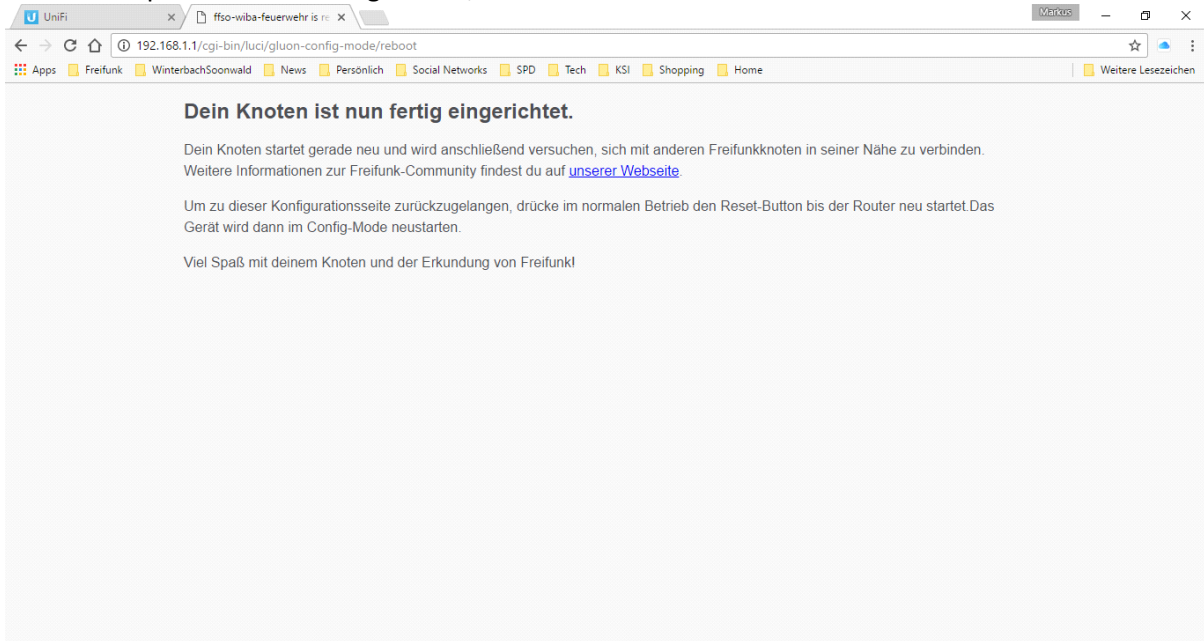 UniFi
ffso-wiba-feuerwehr is re
Markus
192.168.1.1/cgi-bin/luci/gluon-config-mode/reboot
Apps Freifunk WinterbachSoonwald News Persönlich Social Networks SPD Tech KSI Shopping Home Weitere Lesezeichen
Dein Knoten ist nun fertig eingerichtet.
Dein Knoten startet gerade neu und wird anschließend versuchen, sich mit anderen Freifunkknoten in seiner Nähe zu verbinden.
Weitere Informationen zur Freifunk-Community findest du auf unserer Webseite.
Um zu dieser Konfigurationsseite zurückzugelangen, drücke im normalen Betrieb den Reset-Button bis der Router neu startet.Das
Gerät wird dann im Config-Mode neustarten.
Viel Spaß mit deinem Knoten und der Erkundung von Freifunk!